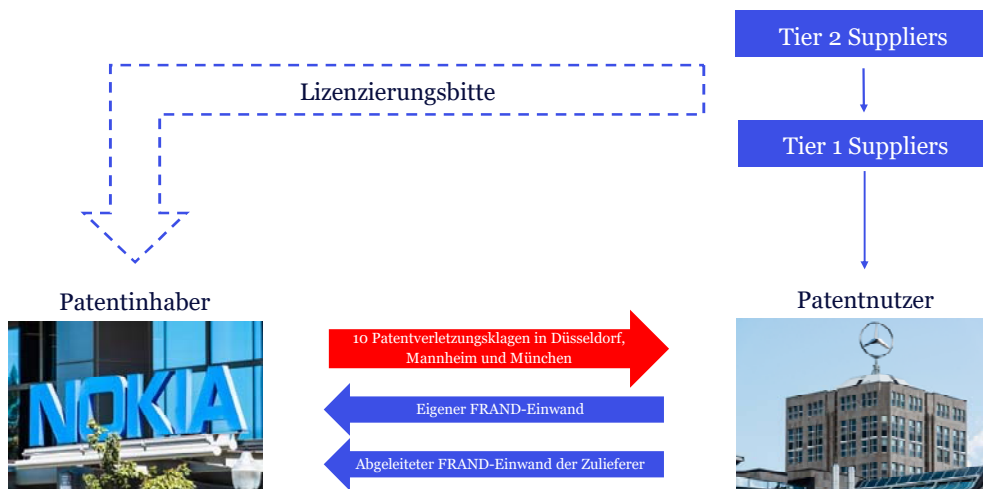 Tier 2 Suppliers
Lizenzierungsbitte
Tier 1 Suppliers
Patentinhaber
Patentnutzer
NOKIA
10 Patentverletzungsklagen in Düsseldorf,
Mannheim und München
Eigener FRAND-Einwand
Abgeleiteter FRAND-Einwand der Zulieferer